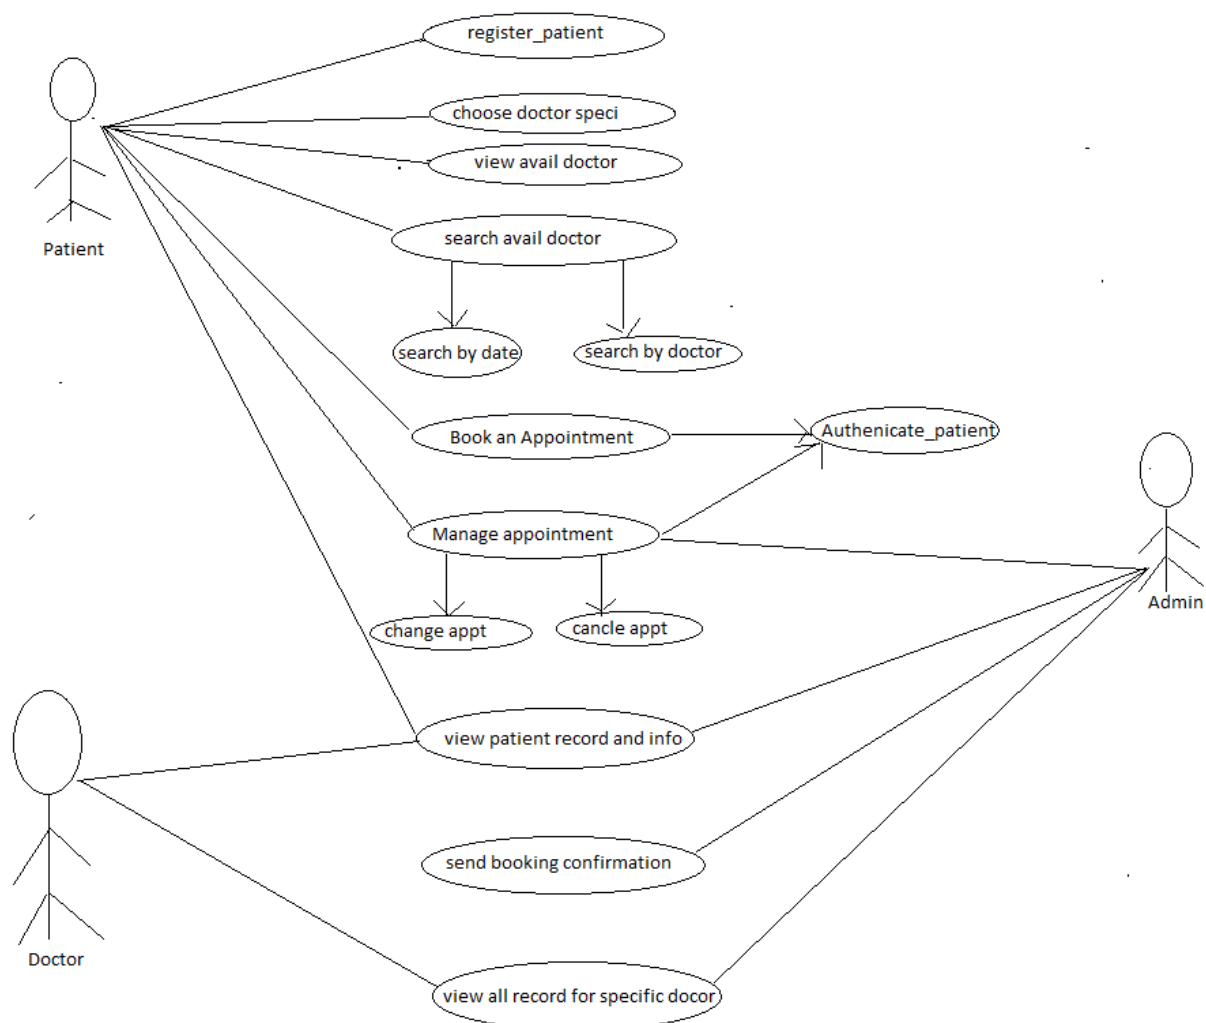 register_patient
choose doctor speci
view avail doctor
search avail doctor
Patient
search by date
search by doctor
Book an Appointment
Authenicate_patient
Manage appointment
Admin
change appt
cancle appt
view patient record and info
send booking confirmation
Doctor
view all record for specific docor